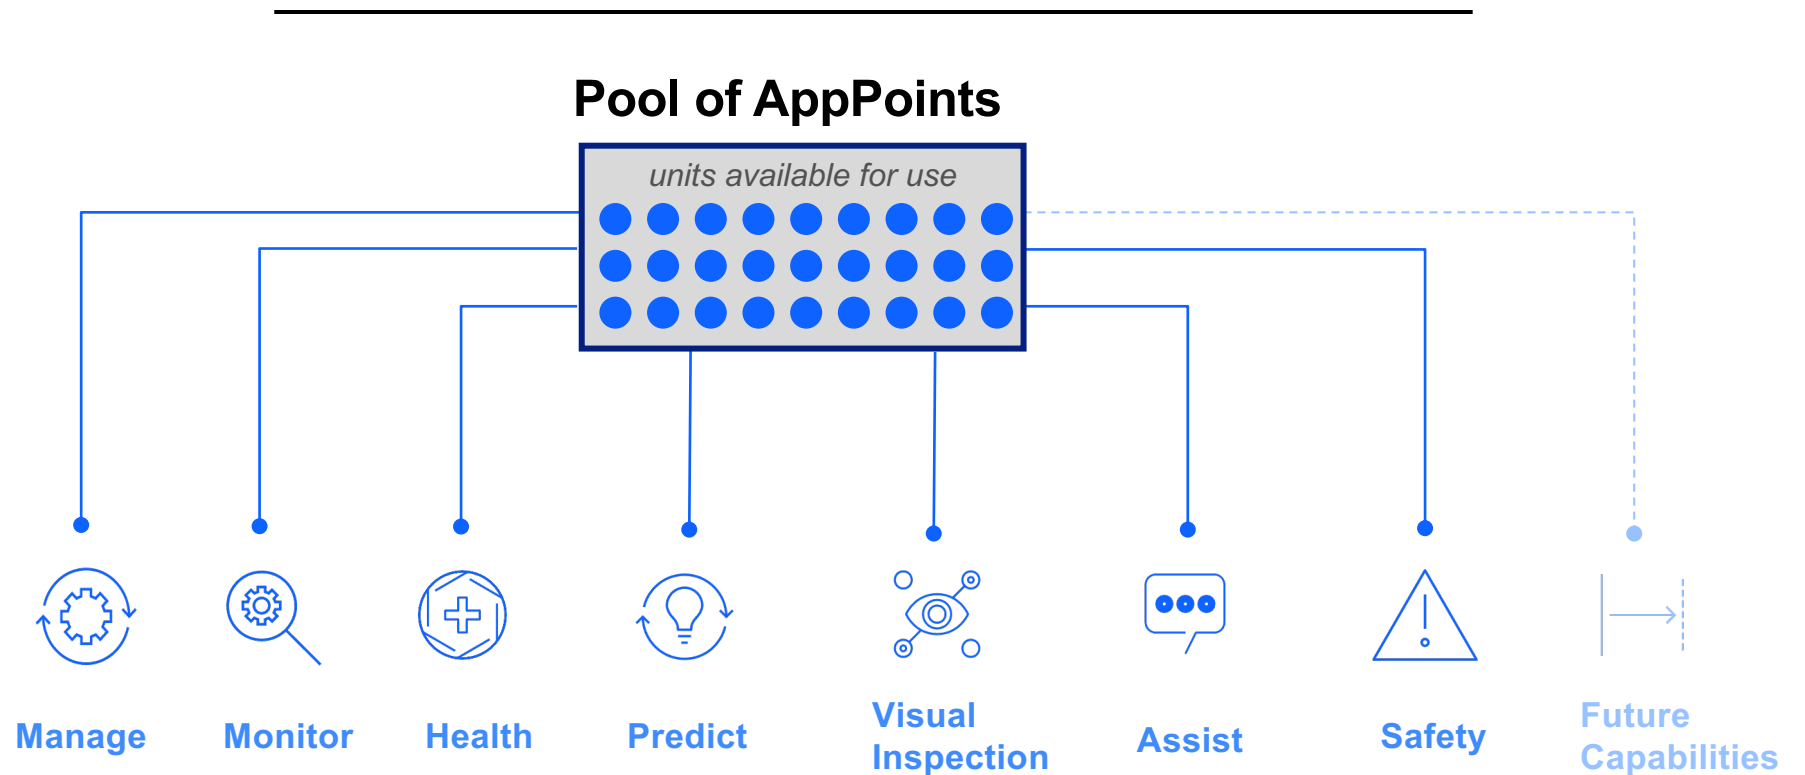 Pool of AppPoints
units available for use
Manage
Monitor
Health
Predict
Visual
Inspection
Assist
Safety
Future
Capabilities